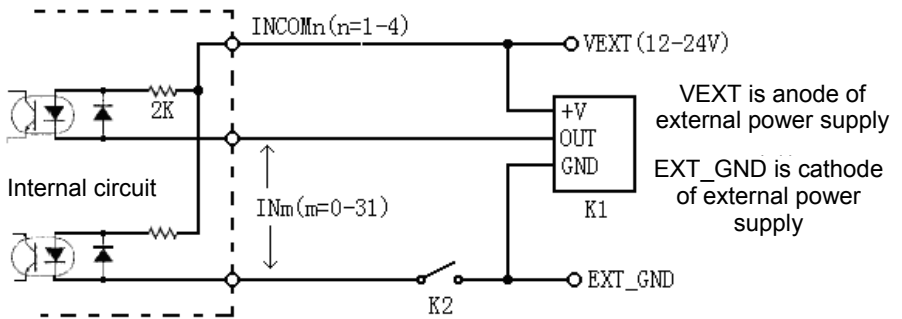 INCOMn(n=1-4)
VEXT(12-24V)
2K
+V
OUT
GND
K1
VEXT is anode of
external power supply
EXT_GND is cathode
of external power
supply
Internal circuit
INm(m=0-31)
K2
EXT_GND